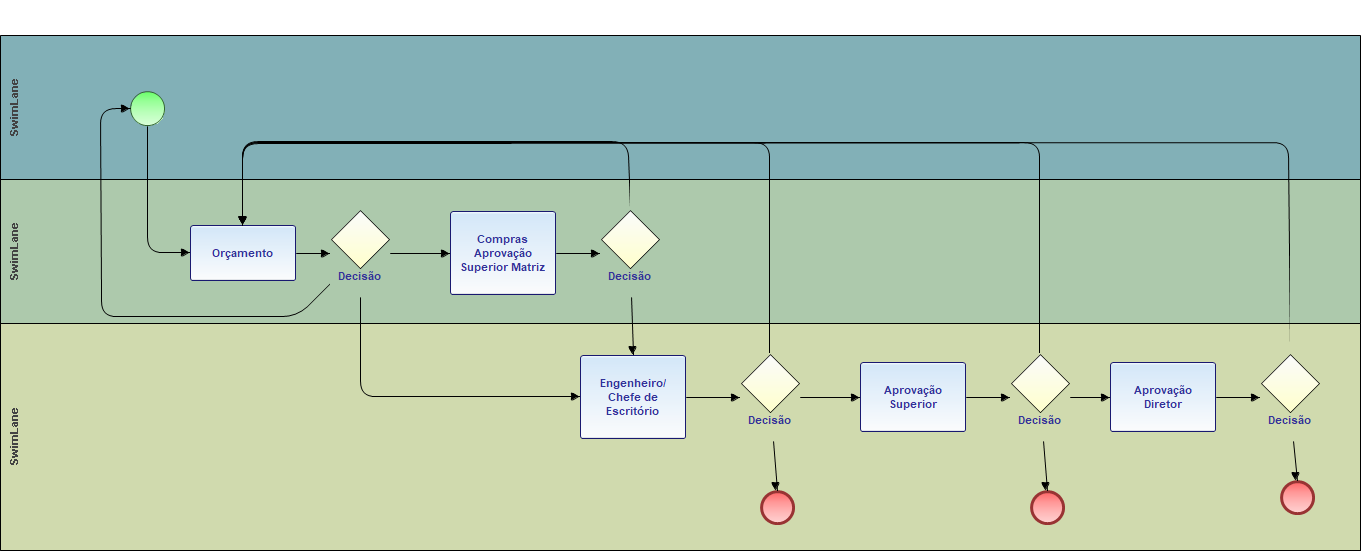 SwimLane
SwimLane
Orçamento
Decisão
Compras
Aprovação
Superior Matriz
Decisão
SwimLane
Engenheiro/
Chefe de
Escritório
Decisão
Aprovação
Superior
Decisão
Aprovação
Diretor
Decisão